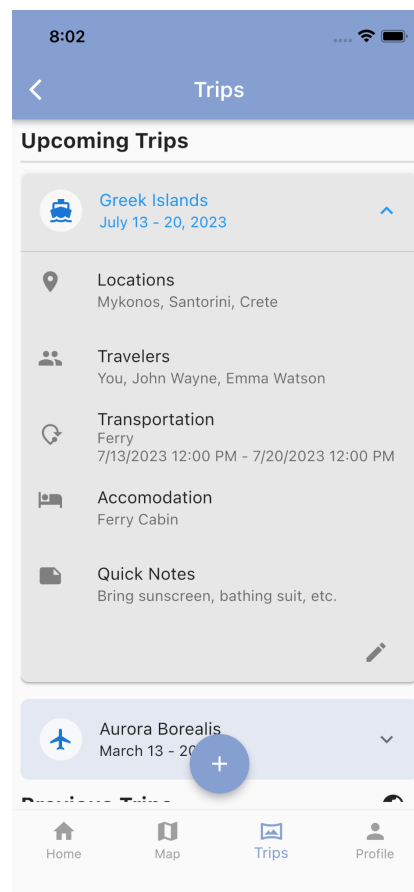 8:02
Trips
Upcoming Trips
Greek Islands
July 13 - 20, 2023
Locations
Mykonos, Santorini, Crete
Travelers
You, John Wayne, Emma Watson
Transportation
Ferry
7/13/2023 12:00 PM - 7/20/2023 12:00 PM
Accomodation
Ferry Cabin
Quick Notes
Bring sunscreen, bathing suit, etc.
Aurora Borealis
March 13 - 20
+
Previous Trips
Home
Map
Trips
Profile